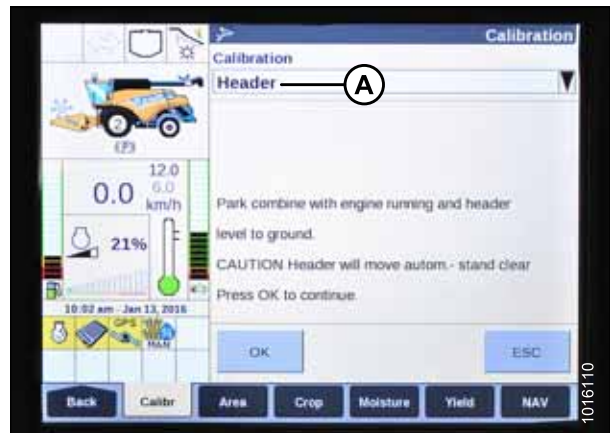 Calibration
Calibration
Header
A
2
(P)
12.0
6.0
km/h
0.0
21%
Park combine with engine running and header
level to ground.
CAUTION Header will move autom.- stand clear
Press OK to continue.
10:02 am Jan 13, 2016
GPS
MAN
OK
ESC
Back
Calibr
Area
Crop
Moisture
Yield
NAV
1016110